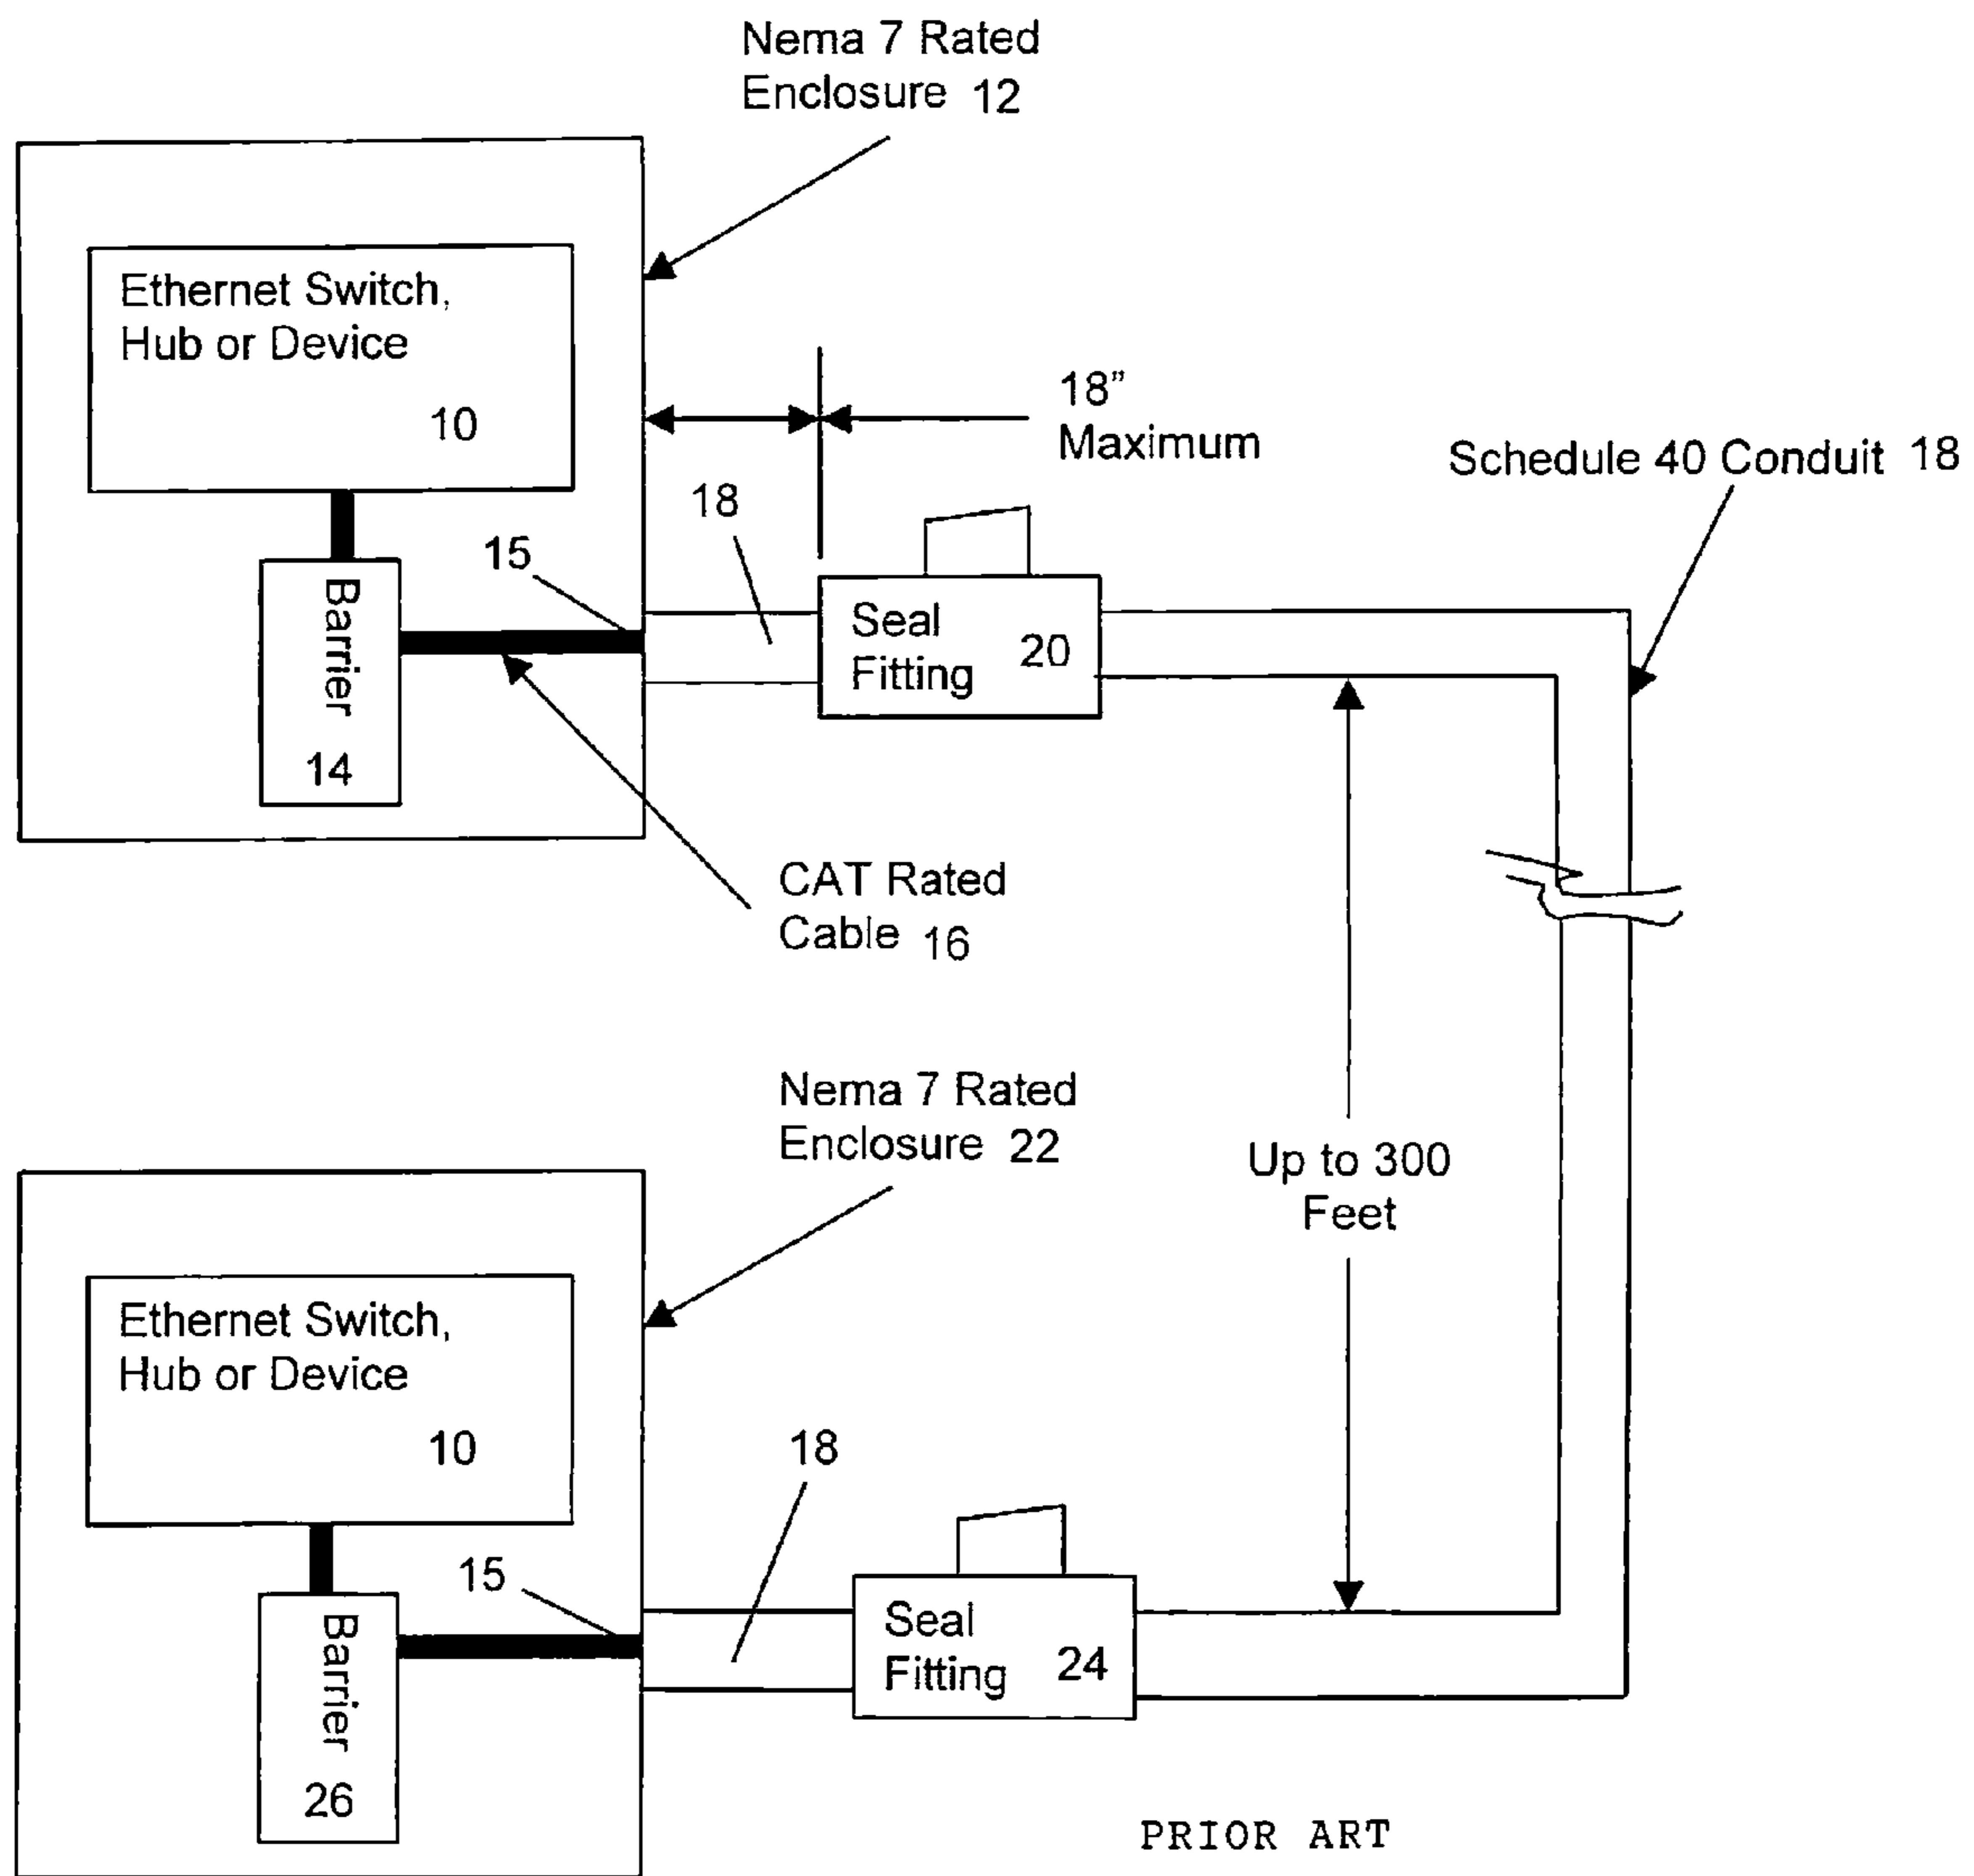 Nema 7 Rated
Enclosure 12
Ethernet Switch,
Hub or Device
10
18”
Maximum
Schedule 40 Conduit 18
18
15
Barrier
14
Seal
Fitting
20
CAT Rated
Cable 16
Nema 7 Rated
Enclosure 22
Up to 300
Feet
Ethernet Switch,
Hub or Device
10
18
15
Barrier
26
Seal
Fitting
24
PRIOR ART